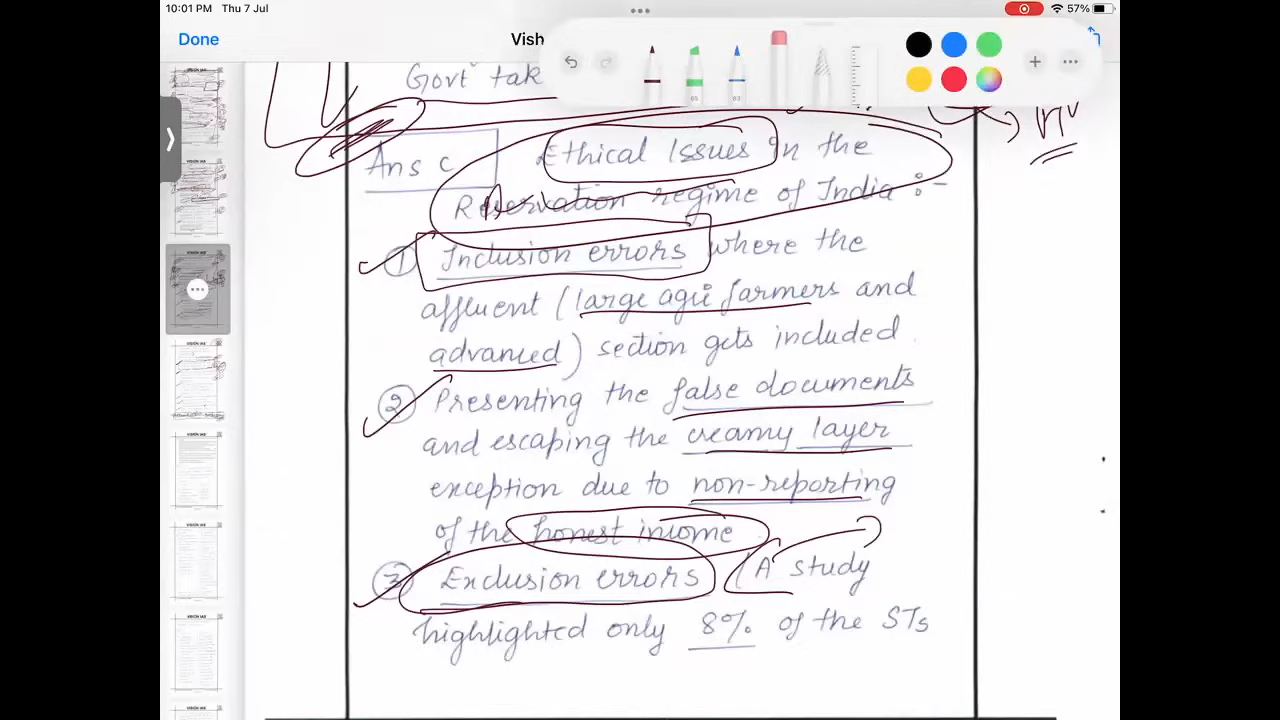 10:01 PM Thu 7 Jul
57%
Done
Vish
Govt tak
Ans c
Ethical Issues in the
Reservation regime of India :-
① Inclusion errors where the
affluent (large agri farmers and
advanced) section gets included.
② Presenting the false documents
and escaping the creamy layer
exception due to non-reporting
of the honest income
③ Exclusion errors (A study
highlighted only 8% of the STs